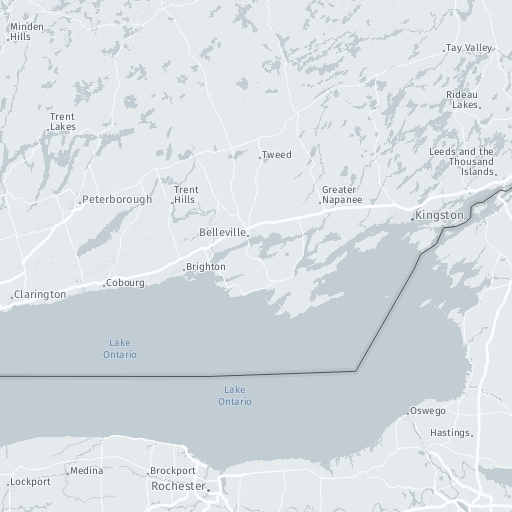 Minden
Hills
Tay Valley
Rideau
Lakes
Trent
Lakes
Leeds and the
Thousand
Islands
Tweed
Peterborough
Trent
Hills
Greater
Napanee
Kingston
Belleville
Brighton
Cobourg
Clarington
Lake
Ontario
Lake
Ontario
Oswego
Hastings
Medina
Brockport
Lockport
Rochester